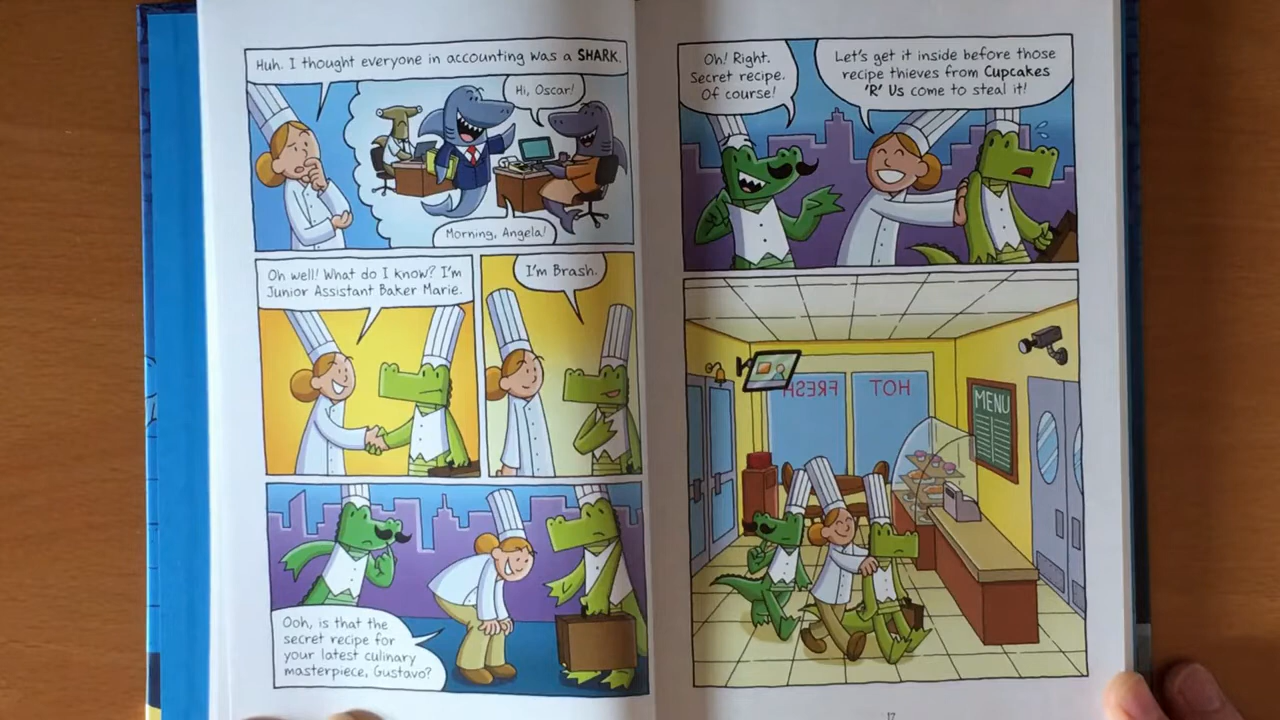 Huh. I thought everyone in accounting was a SHARK.
Hi, Oscar!
Morning, Angela!
Oh well! What do I know? I'm
Junior Assistant Baker Marie.
I'm Brash.
Ooh, is that the
secret recipe for
your latest culinary
masterpiece, Gustavo?
Oh! Right.
Secret recipe.
Of course!
Let's get it inside before those
recipe thieves from Cupcakes
'R' Us come to steal it!
FRESH
HOT
MENU
17